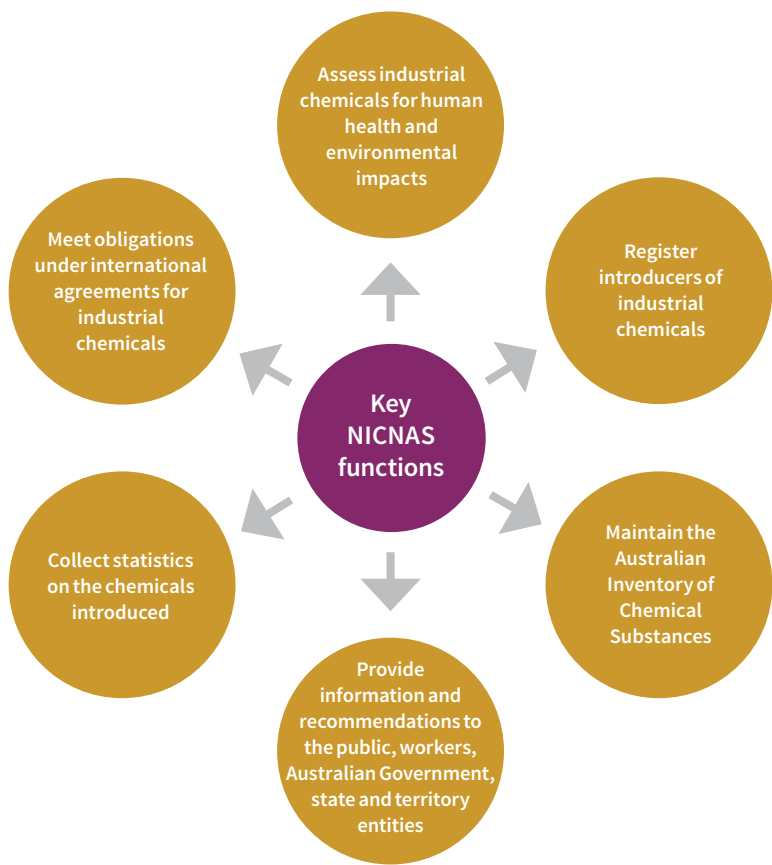 Assess industrial
chemicals for human
health and
environmental
impacts
Meet obligations
under international
agreements for
industrial
chemicals
Register
introducers of
industrial
chemicals
Key
NICNAS
functions
Collect statistics
on the chemicals
introduced
Maintain the
Australian
Inventory of
Chemical
Substances
Provide
information and
recommendations to
the public, workers,
Australian Government,
state and territory
entities